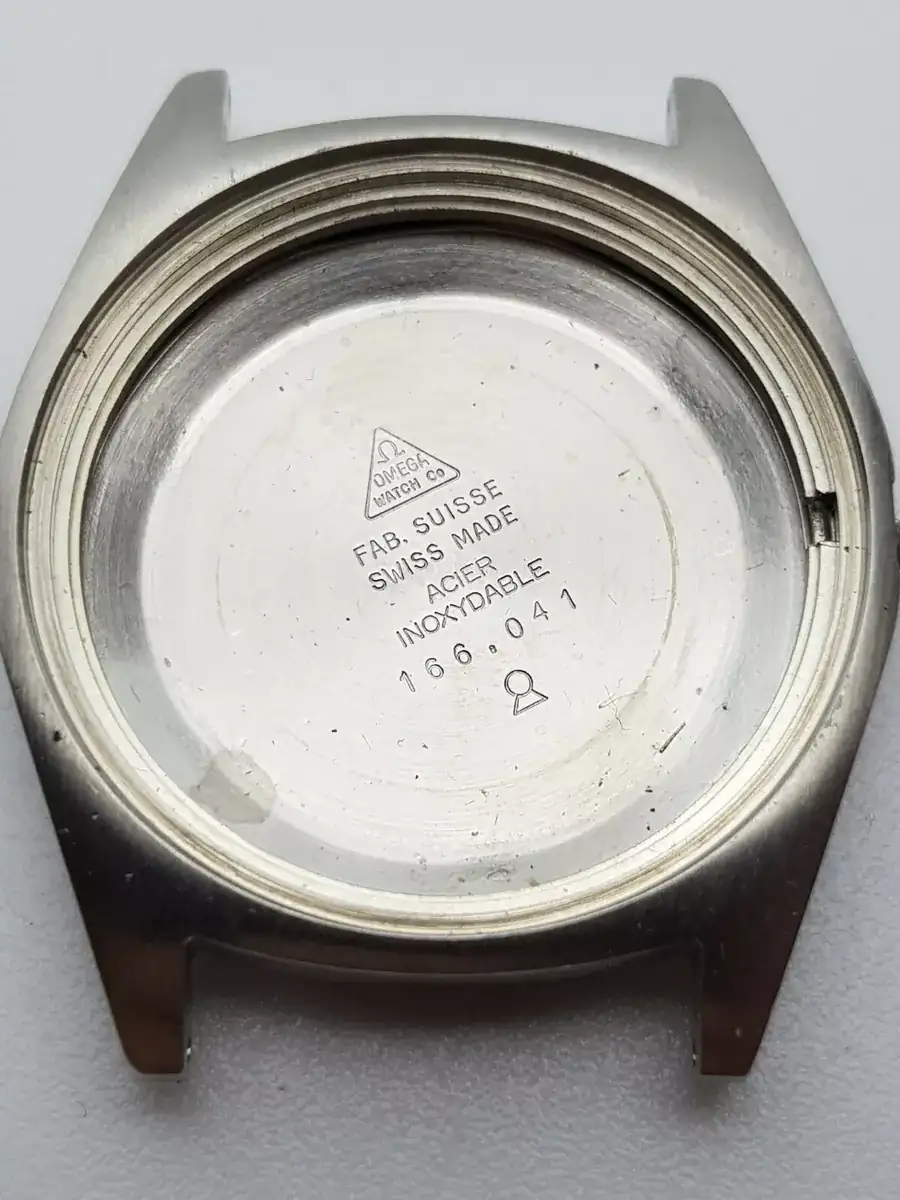 Ω
OMEGA
WATCH Co
FAB. SUISSE
SWISS MADE
ACIER
INOXYDABLE
166.041